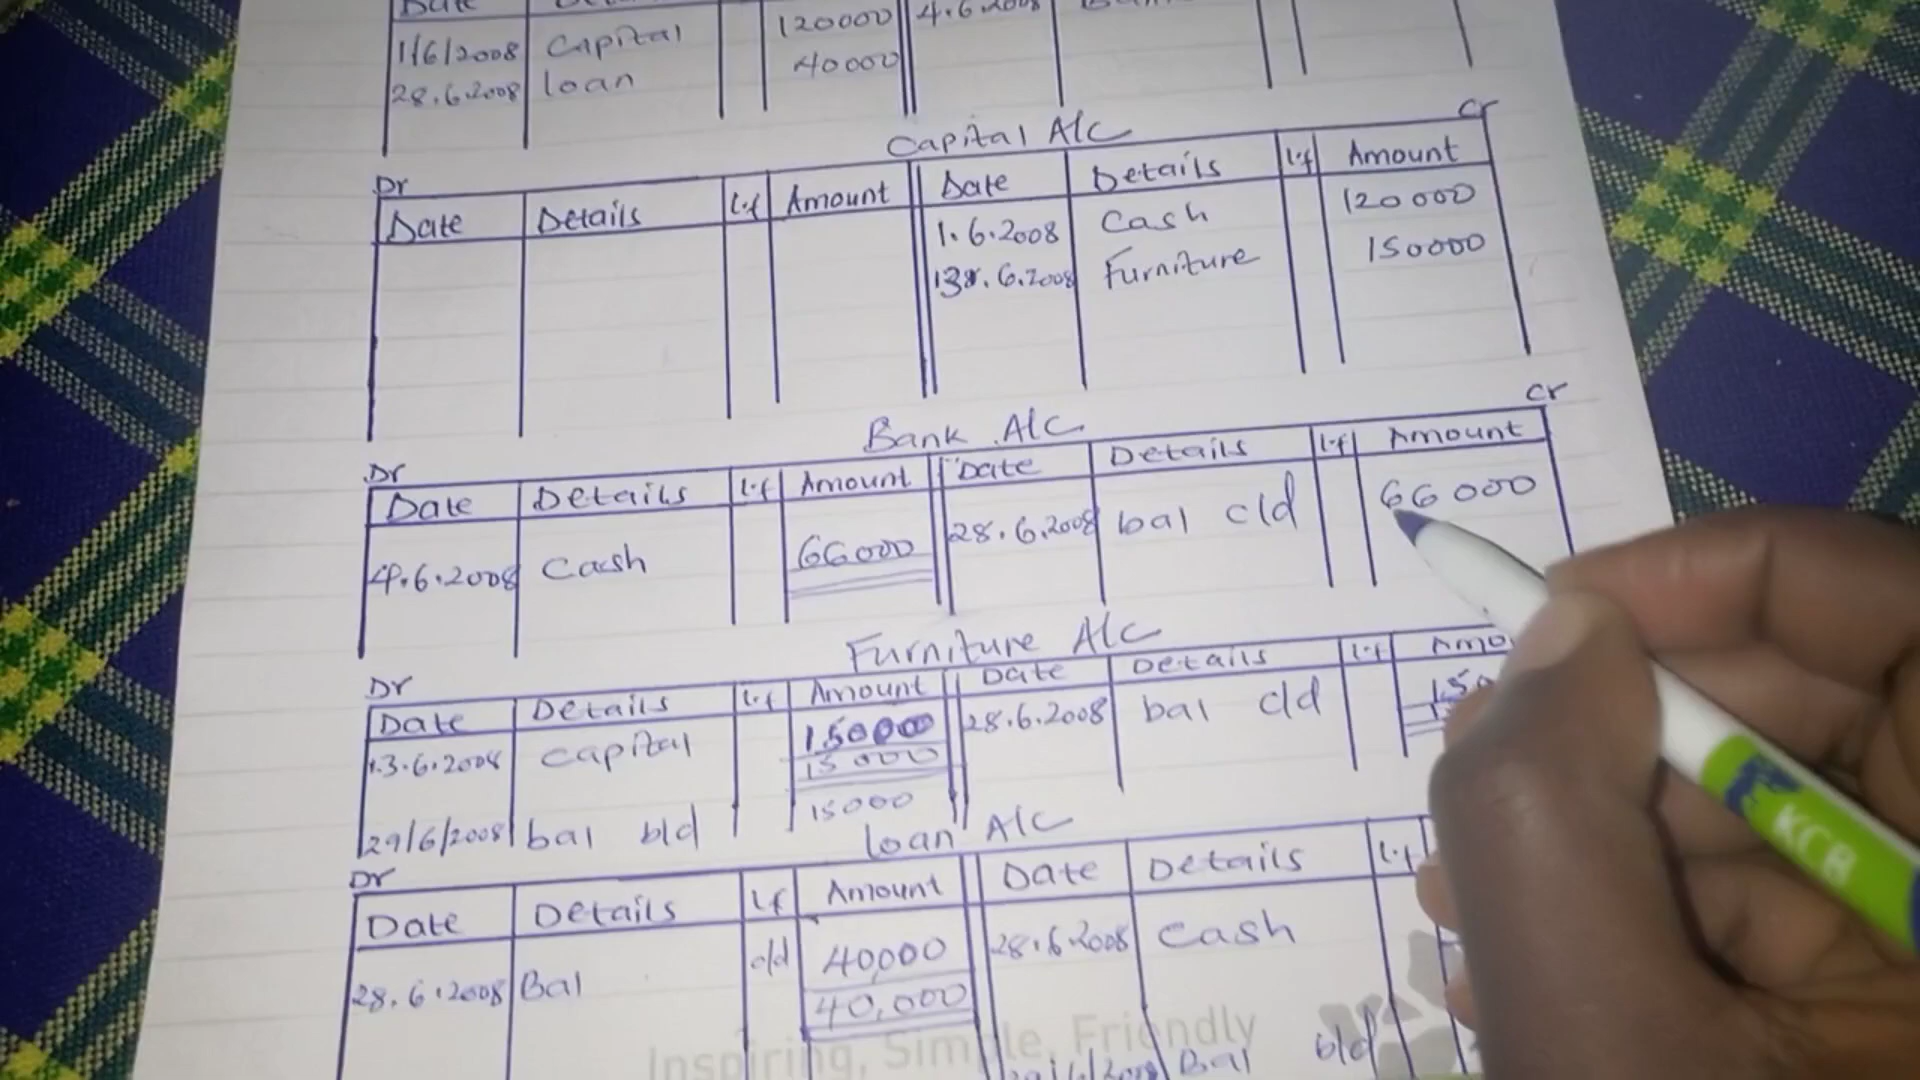 Date
120000 4.6.2008
1/6/2008 Capital
28.6.2008 loan 40000
Capital A/C
Dr Cr
Date Details l.f Amount Date Details l.f Amount
1.6.2008 Cash 120000
Furniture 150000
Bank A/C
Dr Cr
Date Details l.f Amount Date Details l.f Amount
4.6.2008 Cash 66000 28.6.2008 bal c/d 66000
Furniture A/C
Dr
Date Details l.f Amount Date Details l.f Amo
13.6.2008 Capital 28.6.2008 bal c/d
15000
29/6/2008 bal b/d 15000
loan A/C
Dr
Date Details l.f Amount Date Details l.f
28.6.2008 Bal c/d 40000 28.6.2008 Cash
40,000
Bal b/d
Inspiring, Simple, Friendly
KCB